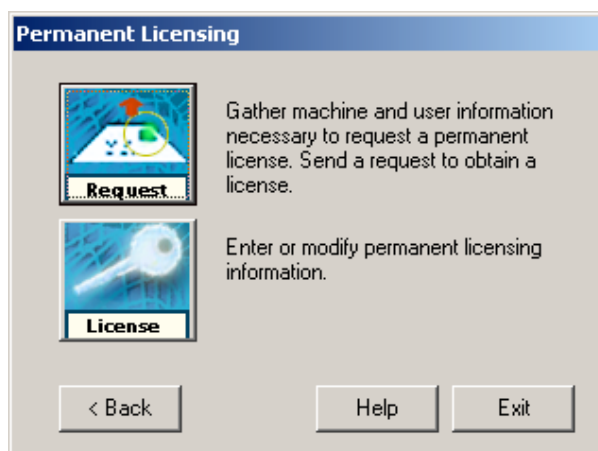 Permanent Licensing
Request
Gather machine and user information
necessary to request a permanent
license. Send a request to obtain a
license.
License
Enter or modify permanent licensing
information.
< Back
Help
Exit